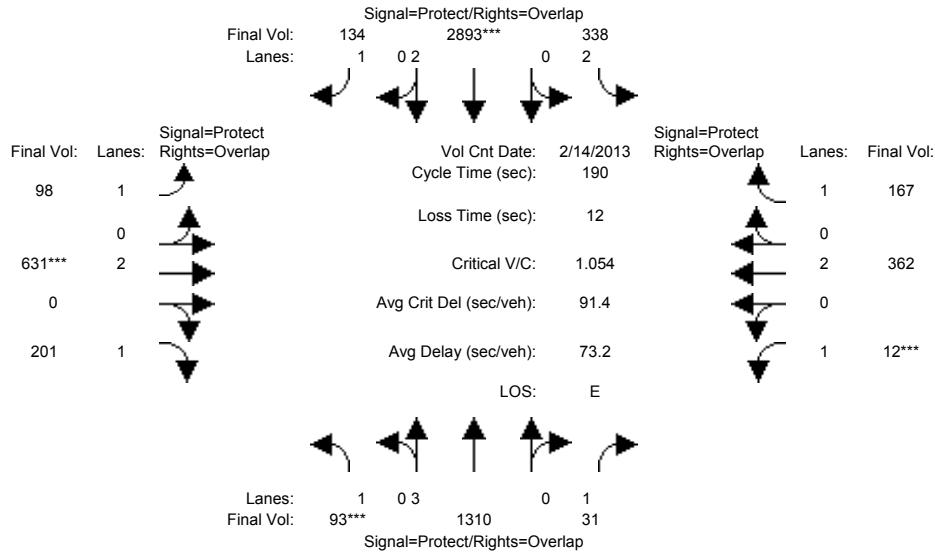 Signal=Protect/Rights=Overlap
Final Vol: 134 2893*** 338
Lanes: 1 0 2 0 2
Signal=Protect
Final Vol: Lanes: Rights=Overlap
Vol Cnt Date: 2/14/2013
Signal=Protect
Rights=Overlap Lanes: Final Vol:
Cycle Time (sec): 190
98 1
1 167
Loss Time (sec): 12
0
0
631*** 2
Critical V/C: 1.054
2 362
0
0
Avg Crit Del (sec/veh): 91.4
0
201 1
Avg Delay (sec/veh): 73.2
1 12***
LOS: E
Lanes: 1 0 3 0 1
Final Vol: 93*** 1310 31
Signal=Protect/Rights=Overlap